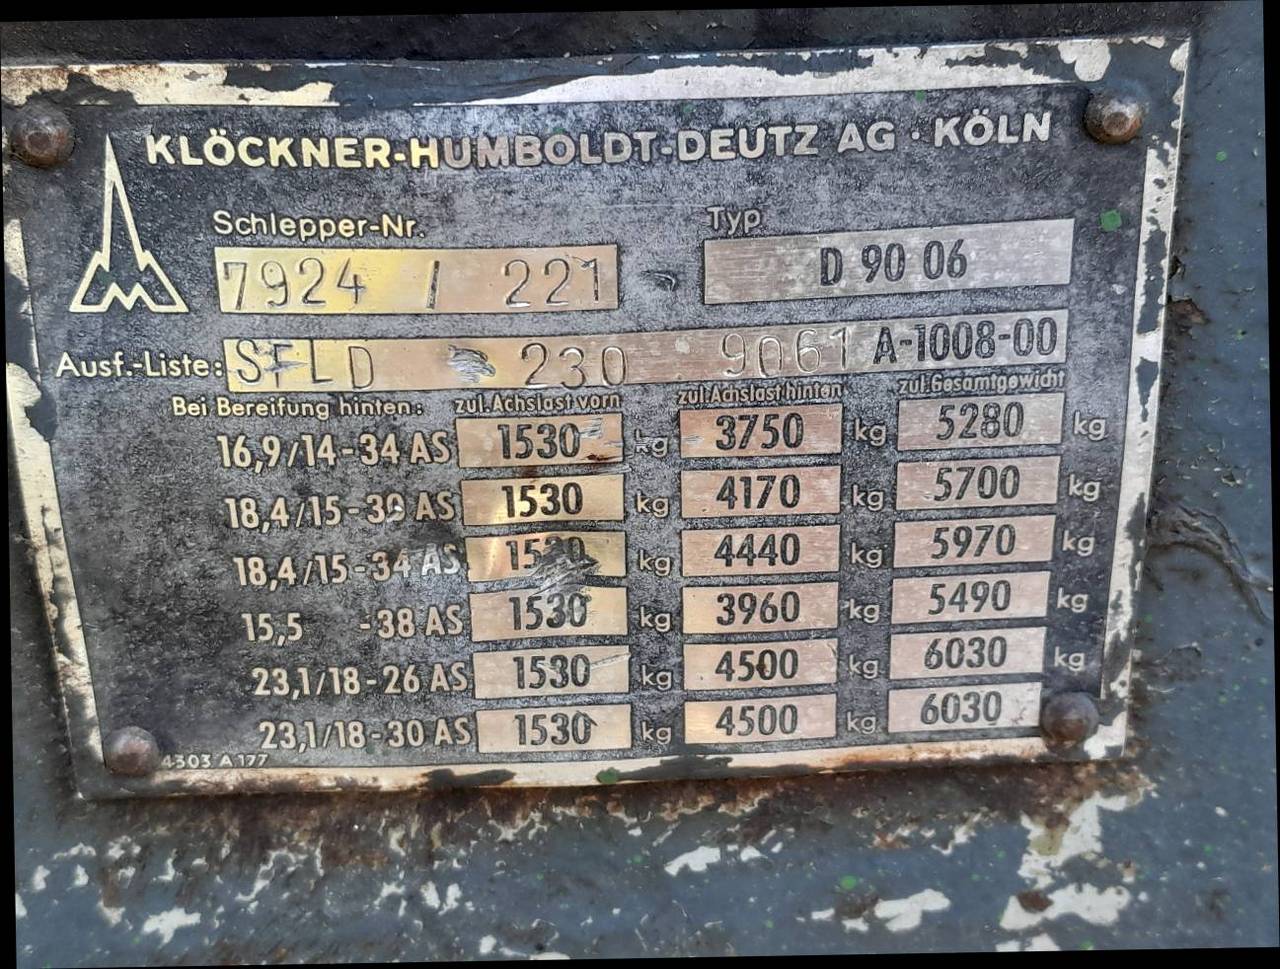 KLÖCKNER-HUMBOLDT-DEUTZ AG · KÖLN
Schlepper-Nr. Typ
7924 / 221 D 90 06
Ausf.-Liste: SFLD 230 9061 A-1008-00
Bei Bereifung hinten: zul. Achslast vorn zul. Achslast hinten zul. Gesamtgewicht
16,9/14-34 AS 1530 kg 3750 kg 5280 kg
18,4/15-30 AS 1530 kg 4170 kg 5700 kg
18,4/15-34 AS 1530 kg 4440 kg 5970 kg
15,5 -38 AS 1530 kg 3960 kg 5490 kg
23,1/18-26 AS 1530 kg 4500 kg 6030 kg
23,1/18-30 AS 1530 kg 4500 kg 6030
4303 A 177